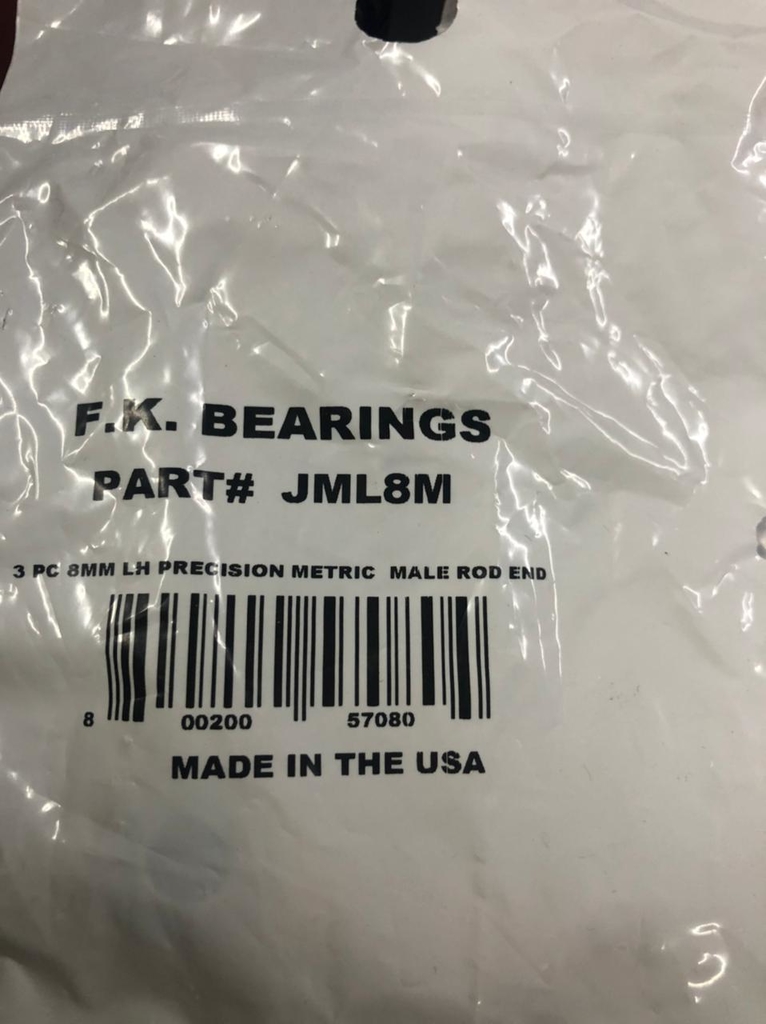 F.K. BEARINGS
PART# JML8M
3 PC 8MM LH PRECISION METRIC MALE ROD END
8 00200 57080
MADE IN THE USA